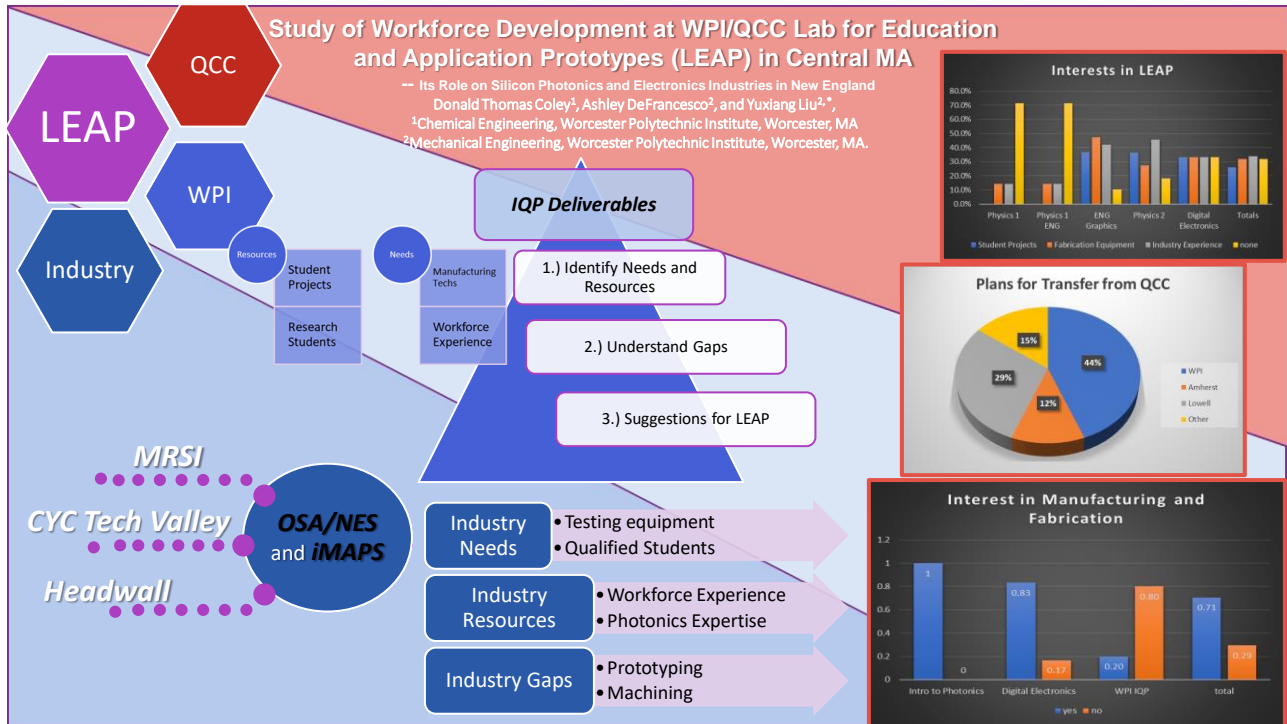 Study of Workforce Development at WPI/QCC Lab for Education
and Application Prototypes (LEAP) in Central MA
-- Its Role on Silicon Photonics and Electronics Industries in New England
Donald Thomas Coley1, Ashley DeFrancesco2, and Yuxiang Liu2,*,
1Chemical Engineering, Worcester Polytechnic Institute, Worcester, MA
2Mechanical Engineering, Worcester Polytechnic Institute, Worcester, MA.
QCC
LEAP
WPI
Industry
Resources
Student
Projects
Research
Students
Needs
Manufacturing
Techs
Workforce
Experience
IQP Deliverables
1.) Identify Needs and
Resources
2.) Understand Gaps
3.) Suggestions for LEAP
MRSI
CYC Tech Valley
Headwall
OSA/NES
and iMAPS
Industry
Needs
• Testing equipment
• Qualified Students
Industry
Resources
• Workforce Experience
• Photonics Expertise
Industry Gaps
• Prototyping
• Machining
Interests in LEAP
80.0%
70.0%
60.0%
50.0%
40.0%
30.0%
20.0%
10.0%
0.0%
Physics 1
Physics 1
ENG
ENG
Graphics
Physics 2
Digital
Electronics
Totals
Student Projects
Fabrication Equipment
Industry Experience
none
Plans for Transfer from QCC
15%
44%
29%
12%
WPI
Amherst
Lowell
Other
Interest in Manufacturing and
Fabrication
1.2
1
0.8
0.6
0.4
0.2
0
1
0
0.83
0.17
0.20
0.80
0.71
0.29
Intro to Photonics
Digital Electronics
WPI IQP
total
yes
no